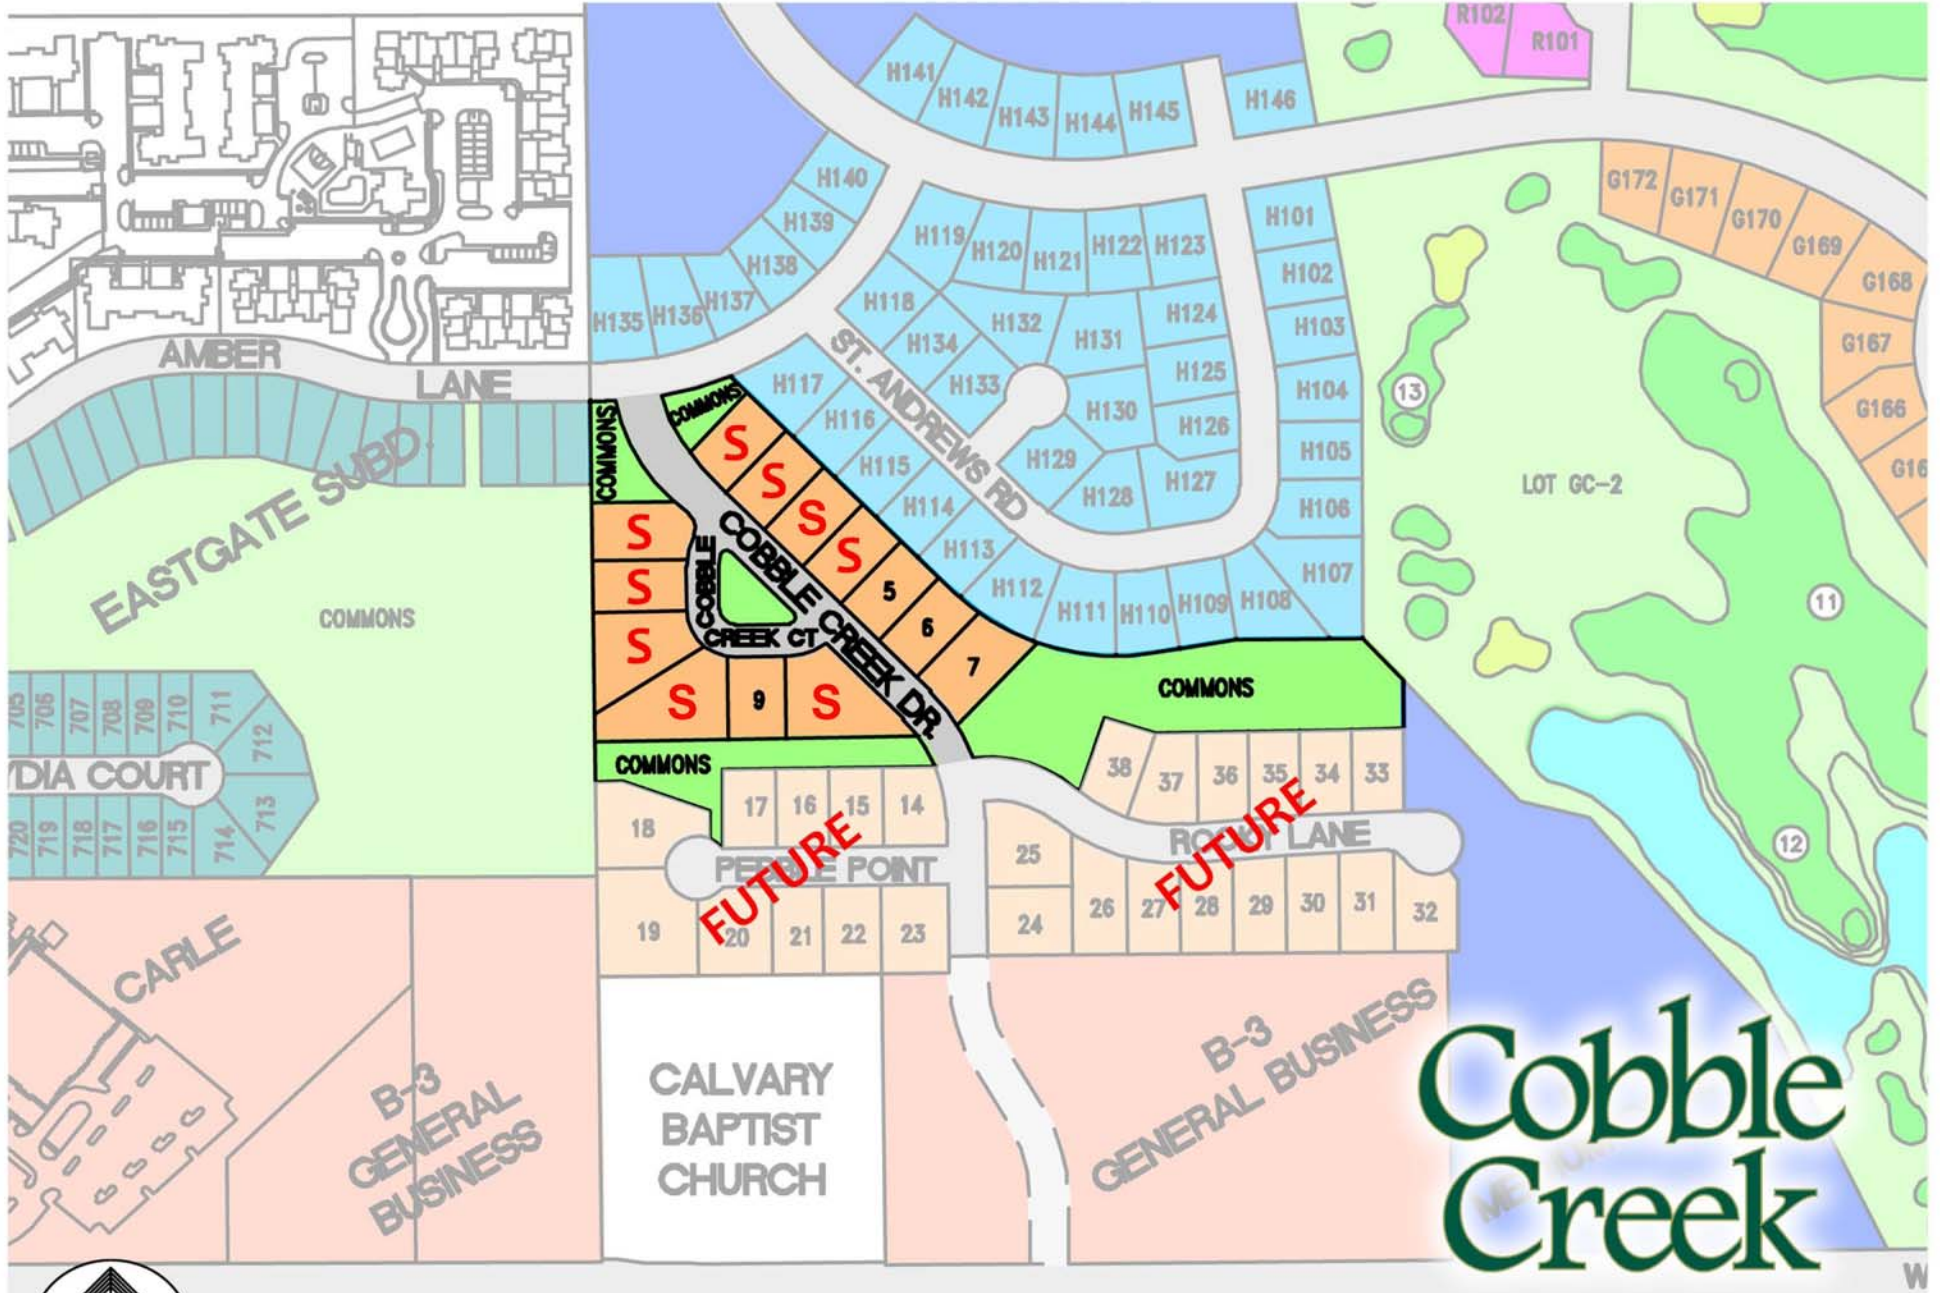 R102
R101
H141
H142
H143
H144
H145
H146
H140
H139
H138
H137
H136
H135
H119
H120
H121
H122
H123
H101
H102
H103
H104
H105
H106
H107
G172
G171
G170
G169
G168
G167
G166
G16
H118
H134
H132
H133
H131
H124
H125
H126
H130
H129
H128
H127
AMBER LANE
ST. ANDREWS RD
H117
H116
H115
H114
H113
H112
H111
H110
H109
H108
13
LOT GC-2
11
12
EASTGATE SUBD.
COMMONS
COMMONS
COMMONS
S
S
S
S
5
6
7
S
S
S
S
9
S
COBBLE CREEK DR.
COBBLE
CREEK CT
COMMONS
COMMONS
705
706
707
708
709
710
711
712
713
714
715
716
717
718
719
720
YDIA COURT
38
37
36
35
34
33
17
16
15
14
18
PEBBLE POINT
FUTURE
19
20
21
22
23
ROCKY LANE
FUTURE
25
24
26
27
28
29
30
31
32
CARLE
B-3
GENERAL
BUSINESS
CALVARY
BAPTIST
CHURCH
B-3
GENERAL BUSINESS
Cobble
Creek
W